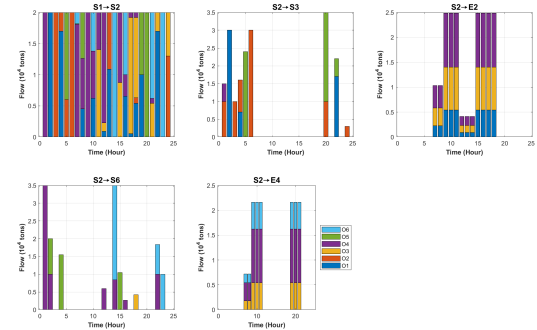 S1→S2
S2→S3
S2→E2
Flow (10⁴ tons)
2
1.5
1
0.5
0
0 5 10 15 20 25
Time (Hour)
Flow (10⁴ tons)
3.5
3
2.5
2
1.5
1
0.5
0
0 5 10 15 20 25
Time (Hour)
Flow (10⁴ tons)
2.5
2
1.5
1
0.5
0
0 5 10 15 20 25
Time (Hour)
S2→S6
S2→E4
Flow (10⁴ tons)
3.5
3
2.5
2
1.5
1
0.5
0
0 5 10 15 20 25
Time (Hour)
Flow (10⁴ tons)
2.5
2
1.5
1
0.5
0
0 10 20
Time (Hour)
O6
O5
O4
O3
O2
O1